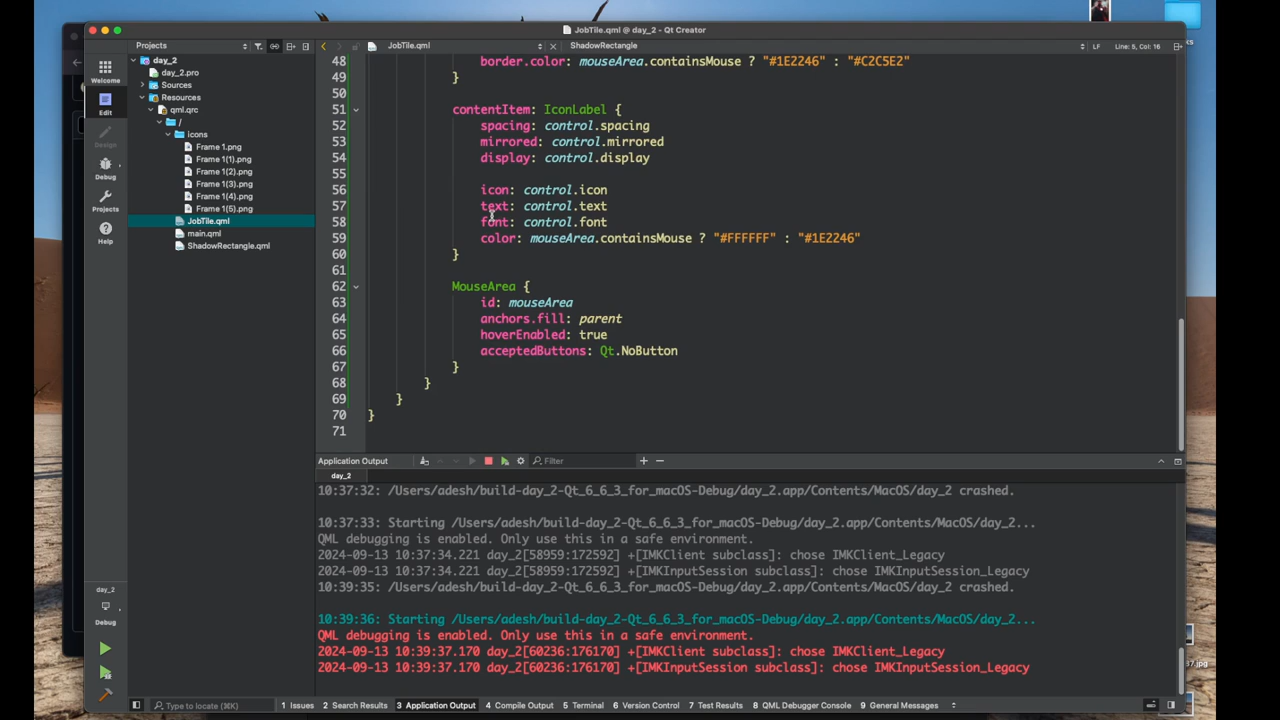 JobTile.qml @ day_2 - Qt Creator
Projects
JobTile.qml
ShadowRectangle
LF
Line: 5, Col: 16
Welcome
Edit
Design
Debug
Projects
Help
day_2
day_2.pro
Sources
Resources
qml.qrc
/
icons
Frame 1.png
Frame 1(1).png
Frame 1(2).png
Frame 1(3).png
Frame 1(4).png
Frame 1(5).png
JobTile.qml
main.qml
ShadowRectangle.qml
48 border.color: mouseArea.containsMouse ? "#1E2246" : "#C2C5E2"
49 }
50
51 contentItem: IconLabel {
52 spacing: control.spacing
53 mirrored: control.mirrored
54 display: control.display
55
56 icon: control.icon
57 text: control.text
58 font: control.font
59 color: mouseArea.containsMouse ? "#FFFFFF" : "#1E2246"
60 }
61
62 MouseArea {
63 id: mouseArea
64 anchors.fill: parent
65 hoverEnabled: true
66 acceptedButtons: Qt.NoButton
67 }
68 }
69 }
70 }
71
Application Output
Filter
day_2
10:37:32: /Users/adesh/build-day_2-Qt_6_6_3_for_macOS-Debug/day_2.app/Contents/MacOS/day_2 crashed.
10:37:33: Starting /Users/adesh/build-day_2-Qt_6_6_3_for_macOS-Debug/day_2.app/Contents/MacOS/day_2...
QML debugging is enabled. Only use this in a safe environment.
2024-09-13 10:37:34.221 day_2[58959:172592] +[IMKClient subclass]: chose IMKClient_Legacy
2024-09-13 10:37:34.221 day_2[58959:172592] +[IMKInputSession subclass]: chose IMKInputSession_Legacy
10:39:35: /Users/adesh/build-day_2-Qt_6_6_3_for_macOS-Debug/day_2.app/Contents/MacOS/day_2 crashed.
10:39:36: Starting /Users/adesh/build-day_2-Qt_6_6_3_for_macOS-Debug/day_2.app/Contents/MacOS/day_2...
QML debugging is enabled. Only use this in a safe environment.
2024-09-13 10:39:37.170 day_2[60236:176170] +[IMKClient subclass]: chose IMKClient_Legacy
2024-09-13 10:39:37.170 day_2[60236:176170] +[IMKInputSession subclass]: chose IMKInputSession_Legacy
day_2
Debug
Type to locate (⌘K)
1 Issues
2 Search Results
3 Application Output
4 Compile Output
5 Terminal
6 Version Control
7 Test Results
8 QML Debugger Console
9 General Messages